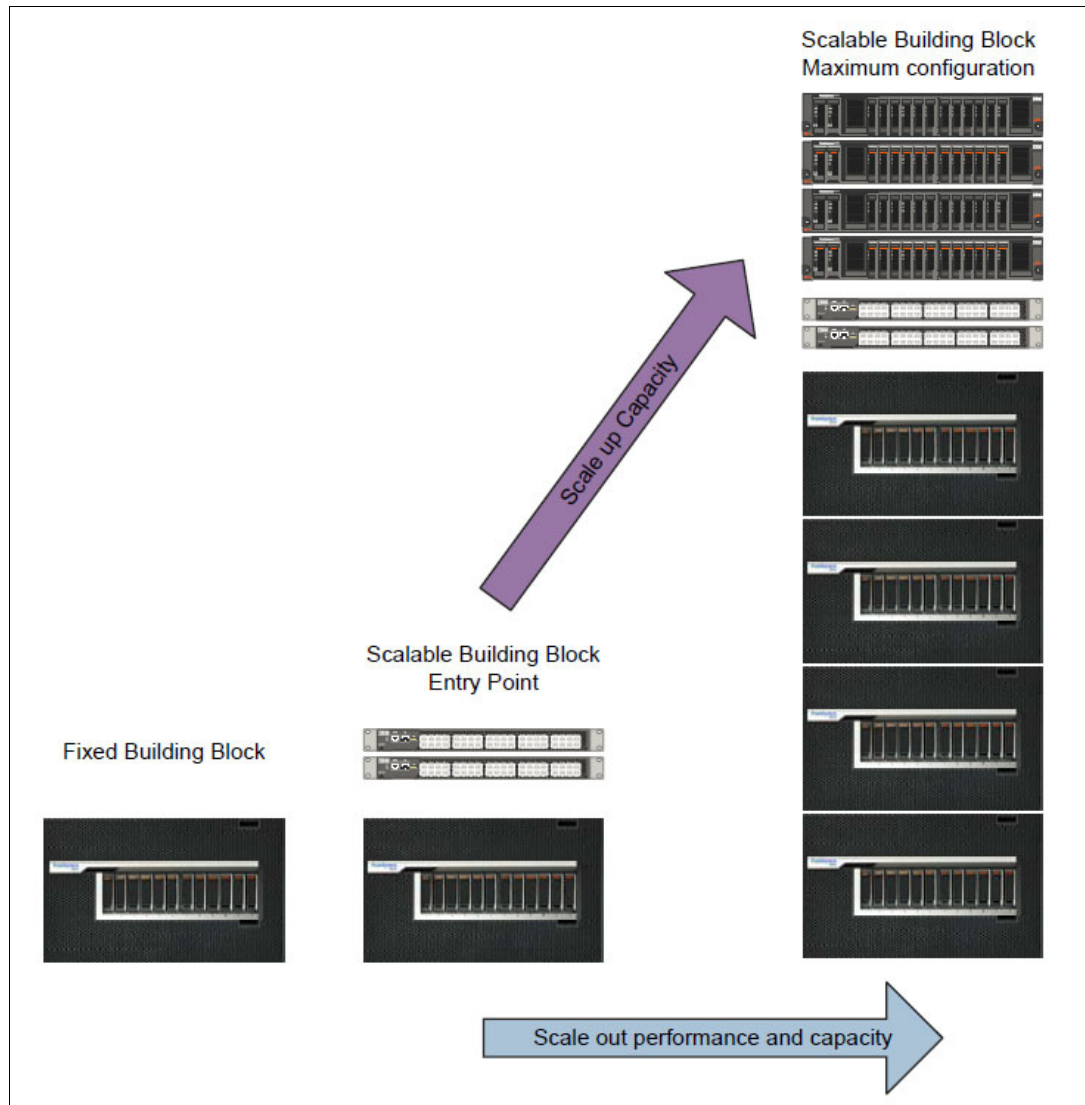 Scalable Building Block
Maximum configuration
Scale up Capacity
Scalable Building Block
Entry Point
Fixed Building Block
Scale out performance and capacity